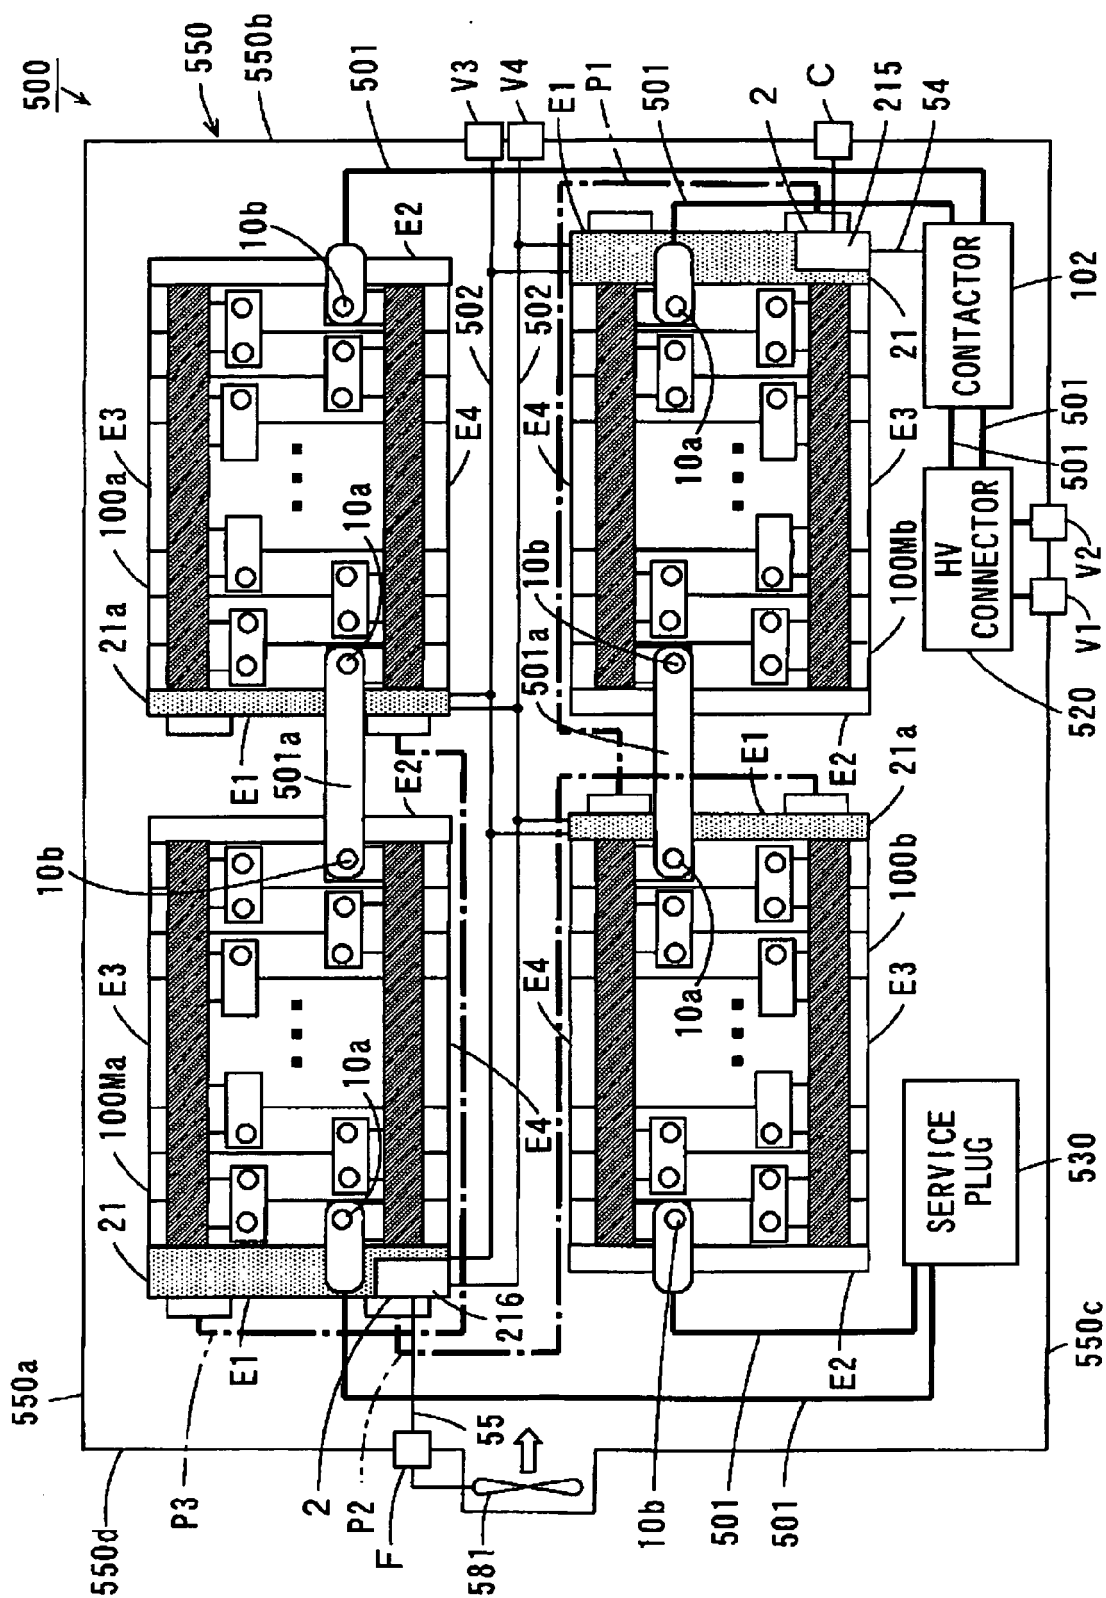 500
550
550b
501
V3
V4
E1
P1
501
2
C
215
54
10b
E2
502
502
E4
E4
21
CONTACTOR
102
E3
100a
21a
10a
10b
501a
10a
E3
501
501
100Mb
HV
CONNECTOR
V2
V1
520
E1
501a
E2
E1
E2
21a
10b
E3
100Ma
21
10a
E4
E4
10a
100b
E3
SERVICE
PLUG
530
550a
E1
216
E2
550c
P3
550d
2
P2
F
55
581
10b
501
501